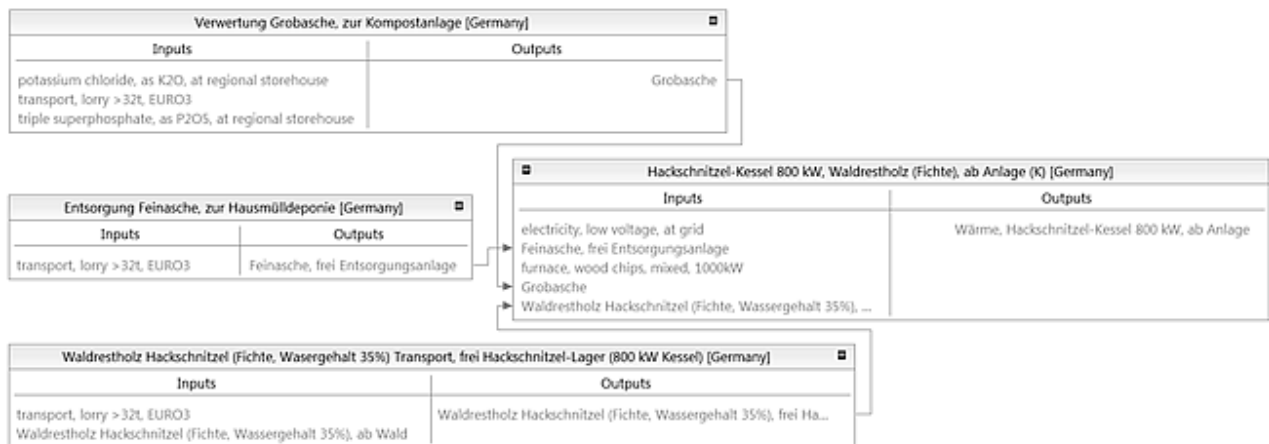 Verwertung Grobasche, zur Kompostanlage [Germany]
Inputs
Outputs
potassium chloride, as K2O, at regional storehouse
Grobasche
transport, lorry >32t, EURO3
triple superphosphate, as P2O5, at regional storehouse
Hackschnitzel-Kessel 800 kW, Waldrestholz (Fichte), ab Anlage (K) [Germany]
Inputs
Outputs
electricity, low voltage, at grid
Wärme, Hackschnitzel-Kessel 800 kW, ab Anlage
Feinasche, frei Entsorgungsanlage
furnace, wood chips, mixed, 1000kW
Grobasche
Waldrestholz Hackschnitzel (Fichte, Wassergehalt 35%), ...
Entsorgung Feinasche, zur Hausmülldeponie [Germany]
Inputs
Outputs
transport, lorry >32t, EURO3
Feinasche, frei Entsorgungsanlage
Waldrestholz Hackschnitzel (Fichte, Wasergehalt 35%) Transport, frei Hackschnitzel-Lager (800 kW Kessel) [Germany]
Inputs
Outputs
transport, lorry >32t, EURO3
Waldrestholz Hackschnitzel (Fichte, Wassergehalt 35%), frei Ha...
Waldrestholz Hackschnitzel (Fichte, Wassergehalt 35%), ab Wald